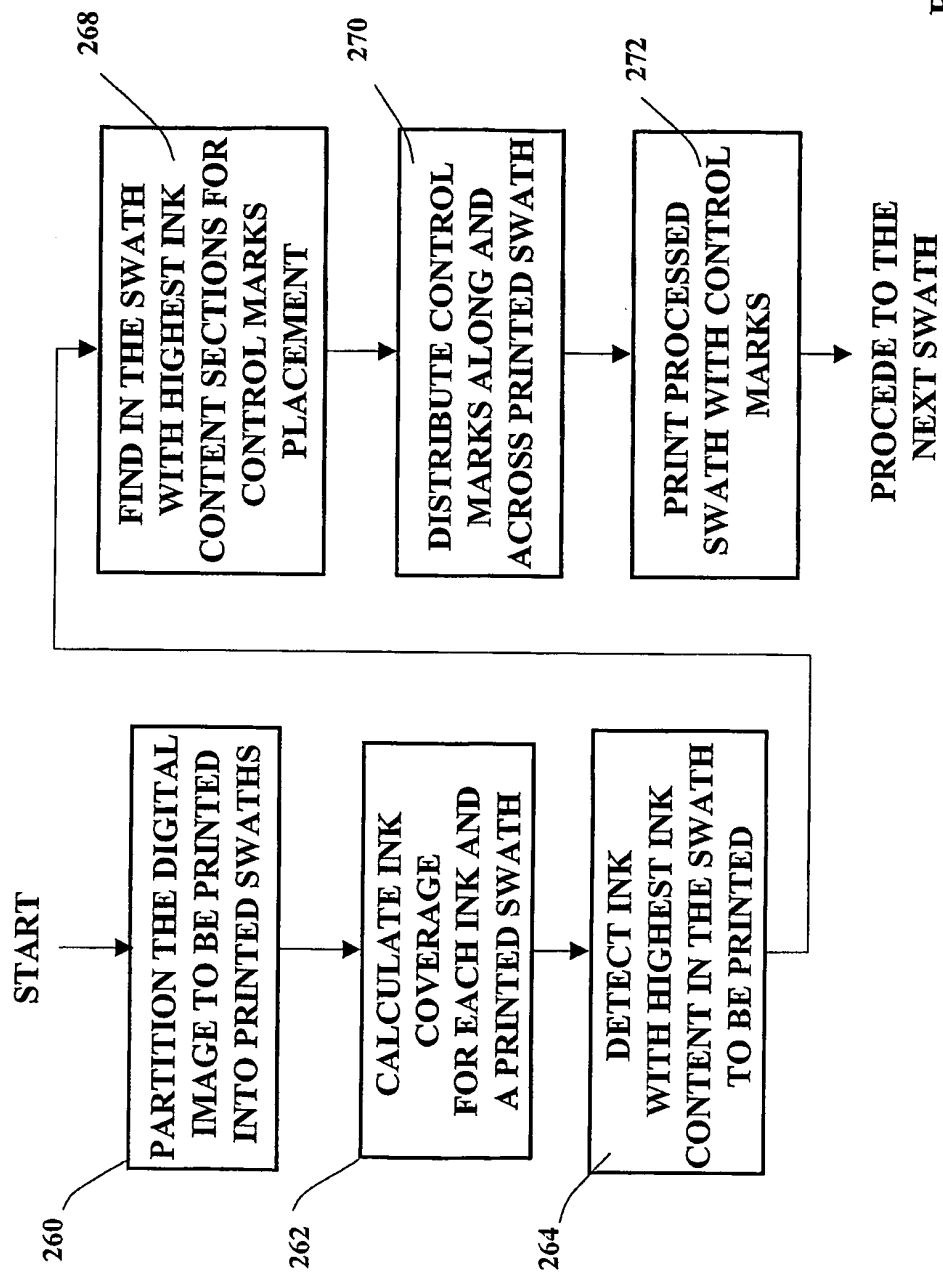 START
260
PARTITION THE DIGITAL
IMAGE TO BE PRINTED
INTO PRINTED SWATHS
262
CALCULATE INK
COVERAGE
FOR EACH INK AND
A PRINTED SWATH
264
DETECT INK
WITH HIGHEST INK
CONTENT IN THE SWATH
TO BE PRINTED
268
FIND IN THE SWATH
WITH HIGHEST INK
CONTENT SECTIONS FOR
CONTROL MARKS
PLACEMENT
270
DISTRIBUTE CONTROL
MARKS ALONG AND
ACROSS PRINTED SWATH
272
PRINT PROCESSED
SWATH WITH CONTROL
MARKS
PROCEDE TO THE
NEXT SWATH